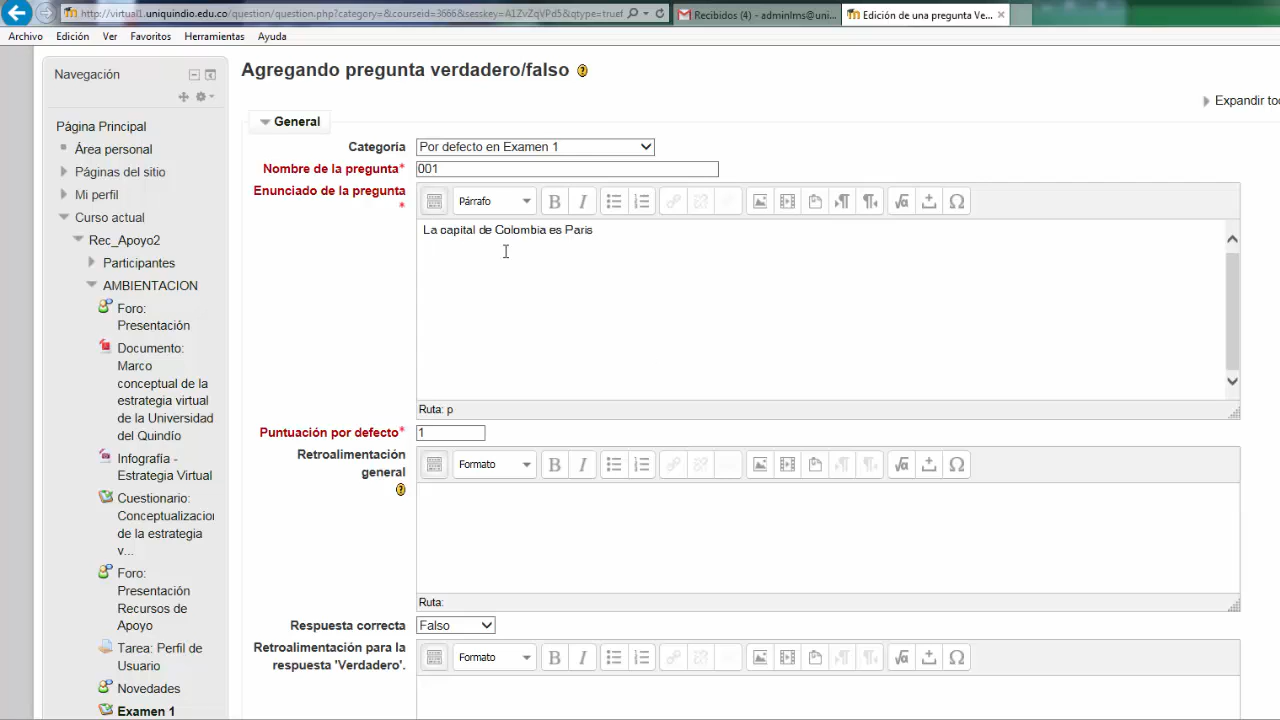 http://virtual1.uniquindio.edu.co/question/question.php?category=&courseid=3666&sesskey=A1ZvZqVPd5&qtype=truef
Recibidos (4) - adminlms@uni...
Edición de una pregunta Ve...
Archivo Edición Ver Favoritos Herramientas Ayuda
Navegación
Página Principal
Área personal
Páginas del sitio
Mi perfil
Curso actual
Rec_Apoyo2
Participantes
AMBIENTACION
Foro:
Presentación
Documento:
Marco
conceptual de la
estrategia virtual
de la Universidad
del Quindío
Infografía -
Estrategia Virtual
Cuestionario:
Conceptualizacior
de la estrategia
v...
Foro:
Presentación
Recursos de
Apoyo
Tarea: Perfil de
Usuario
Novedades
Examen 1
Agregando pregunta verdadero/falso
Expandir to
General
Categoría Por defecto en Examen 1
Nombre de la pregunta* 001
Enunciado de la pregunta
*
Párrafo
La capital de Colombia es Paris
Ruta: p
Puntuación por defecto* 1
Retroalimentación
general
Formato
Ruta:
Respuesta correcta Falso
Retroalimentación para la
respuesta 'Verdadero'.
Formato